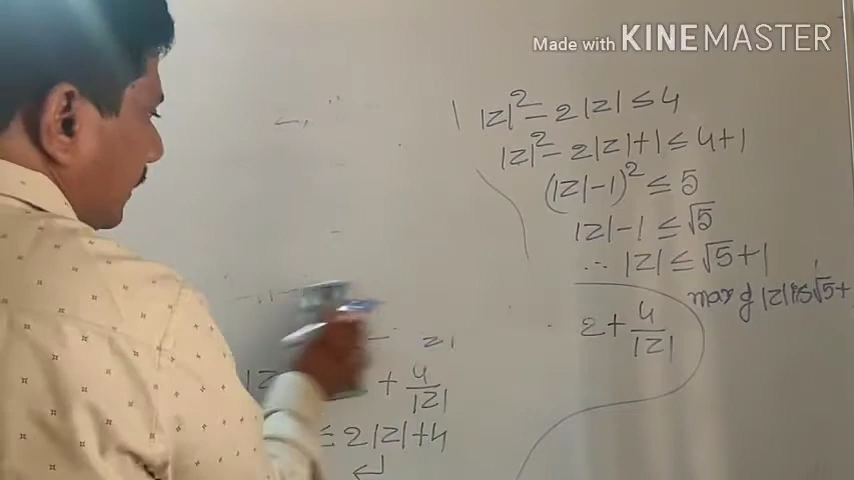 Made with KINEMASTER
|z|² - 2|z| ≤ 4
|z|² - 2|z| + 1 ≤ 4 + 1
(|z| - 1)² ≤ 5
|z| - 1 ≤ √5
∴ |z| ≤ √5 + 1
max of |z| is √5 +
2 + 4/|z|
z|
|z + 4/|z|
≤ 2|z| + 4